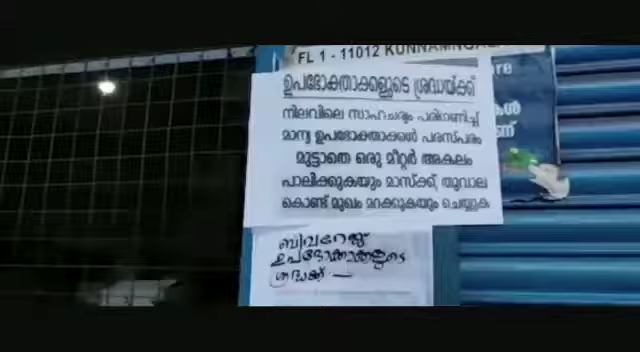 FL 1 - 11012 KUNNAMKUL
ഉപഭോക്താക്കളുടെ ശ്രദ്ധയ്ക്ക്
നിലവിലെ സാഹചര്യം പരിഗണിച്ച്
മാന്യ ഉപഭോക്താക്കൾ പരസ്പരം
മുട്ടാതെ ഒരു മീറ്റർ അകലം
പാലിക്കുകയും മാസ്ക്, തൂവാല
കൊണ്ട് മുഖം മറക്കുകയും ചെയ്യുക
ബിവറേജ്
ഉപഭോക്താക്കളുടെ
ശ്രദ്ധക്ക് —